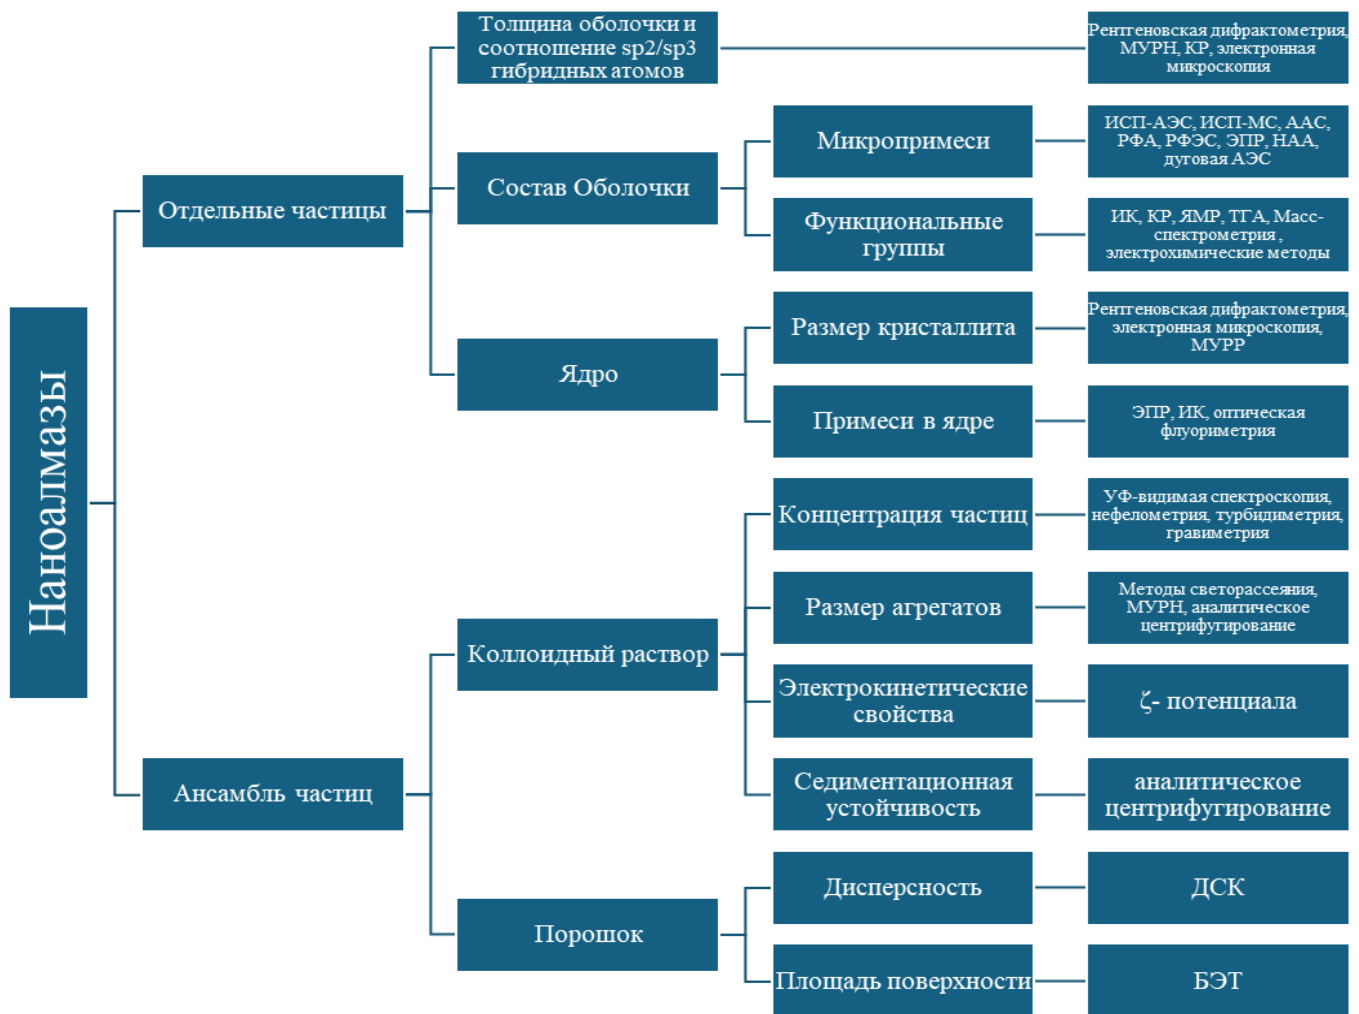 Наноалмазы
Отдельные частицы
Толщина оболочки и
соотношение sp2/sp3
гибридных атомов
Рентгеновская дифрактометрия,
МУРН, КР, электронная
микроскопия
Состав Оболочки
Микропримеси
ИСП-АЭС, ИСП-МС, ААС,
РФА, РФЭС, ЭПР, НАА,
дуговая АЭС
Функциональные
группы
ИК, КР, ЯМР, ТГА, Масс-
спектрометрия ,
электрохимические методы
Ядро
Размер кристаллита
Рентгеновская дифрактометрия,
электронная микроскопия,
МУРР
Примеси в ядре
ЭПР, ИК, оптическая
флуориметрия
Ансамбль частиц
Коллоидный раствор
Концентрация частиц
УФ-видимая спектроскопия,
нефелометрия, турбидиметрия,
гравиметрия
Размер агрегатов
Методы светорассеяния,
МУРН, аналитическое
центрифугирование
Электрокинетические
свойства
ζ- потенциала
Седиментационная
устойчивость
аналитическое
центрифугирование
Порошок
Дисперсность
ДСК
Площадь поверхности
БЭТ